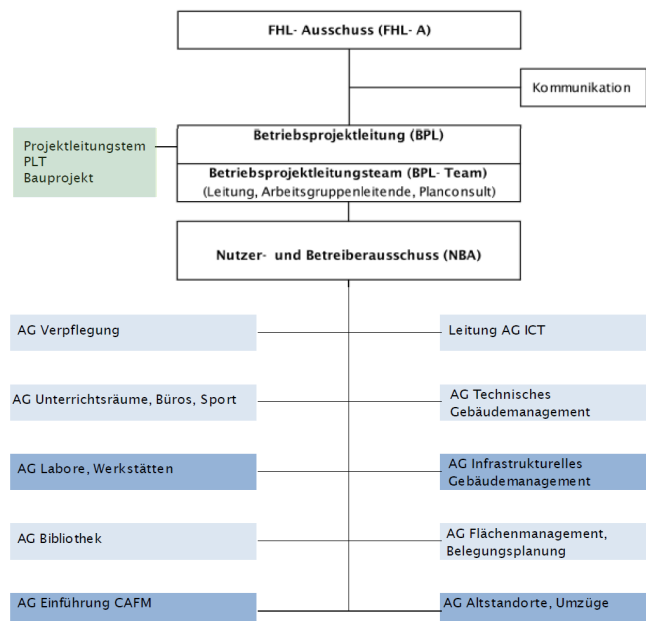 FHL- Ausschuss (FHL- A)
Kommunikation
Betriebsprojektleitung (BPL)
Projektleitungstem
PLT
Bauprojekt
Betriebsprojektleitungsteam (BPL- Team)
(Leitung, Arbeitsgruppenleitende, Planconsult)
Nutzer- und Betreiberausschuss (NBA)
AG Verpflegung
Leitung AG ICT
AG Unterrichtsräume, Büros, Sport
AG Technisches
Gebäudemanagement
AG Labore, Werkstätten
AG Infrastrukturelles
Gebäudemanagement
AG Bibliothek
AG Flächenmanagement,
Belegungsplanung
AG Einführung CAFM
AG Altstandorte, Umzüge